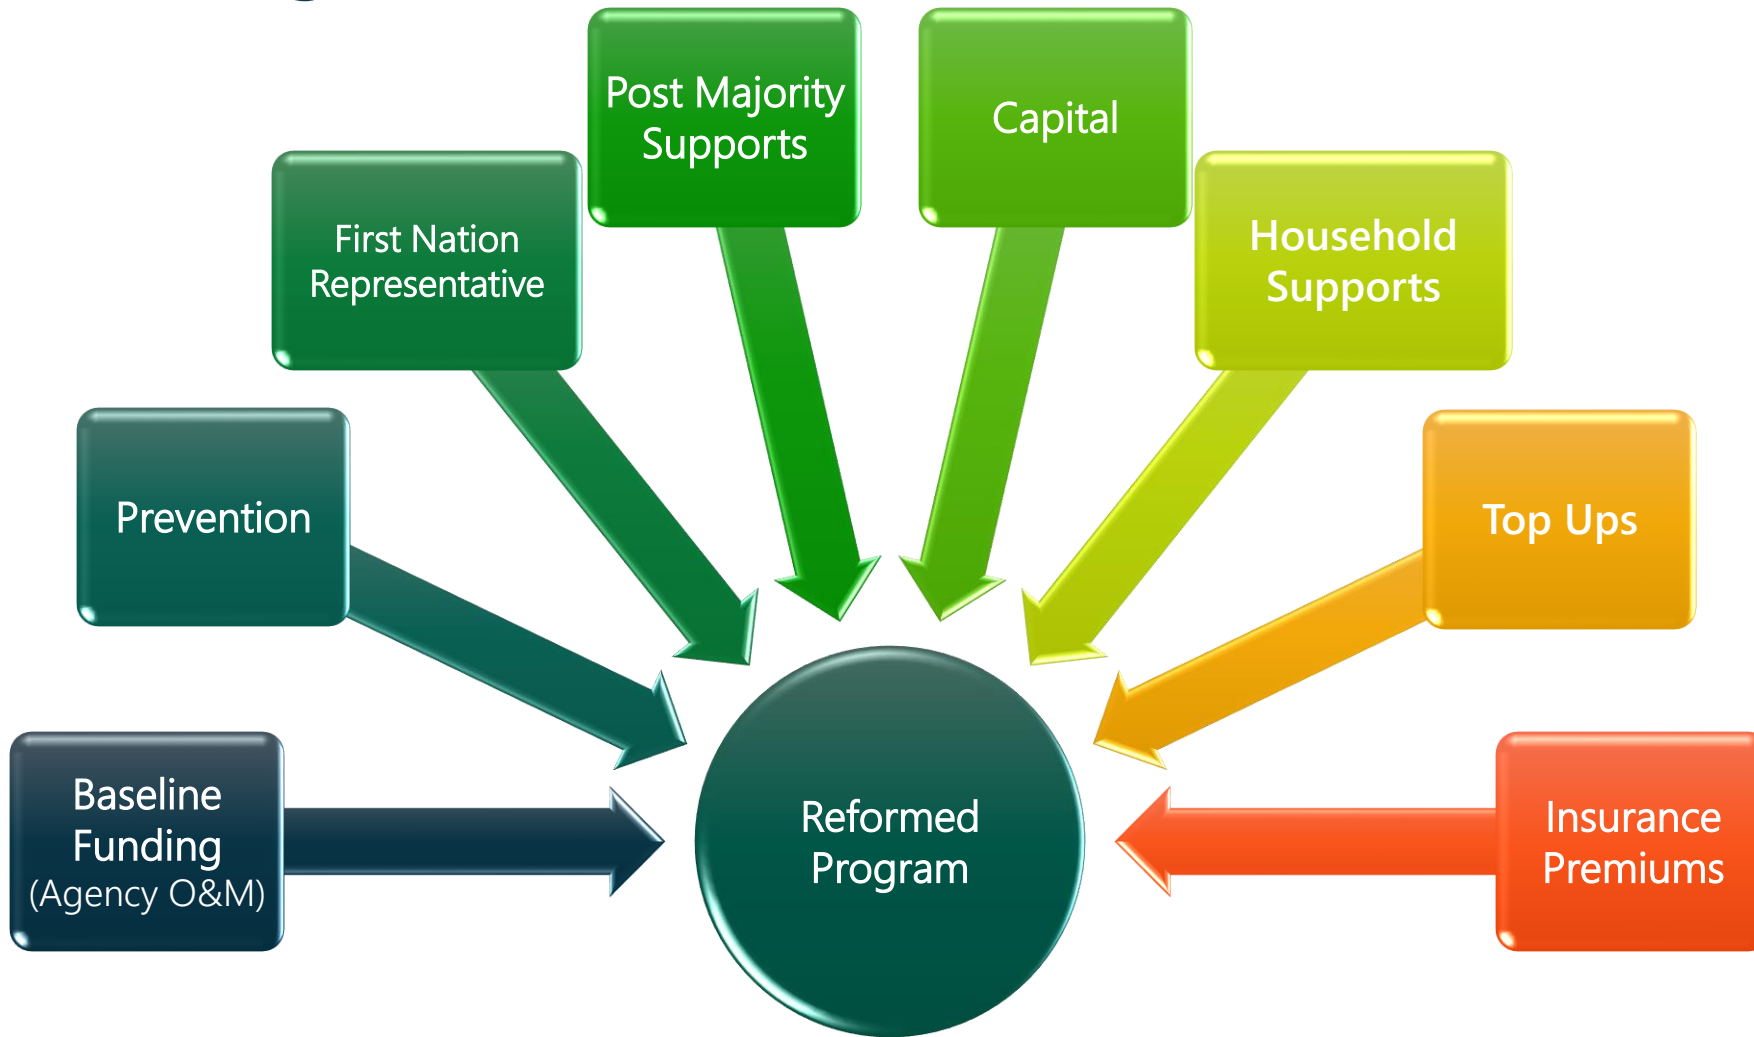 Post Majority
Supports
Capital
First Nation
Representative
Household
Supports
Prevention
Top Ups
Baseline
Funding
(Agency O&M)
Reformed
Program
Insurance
Premiums